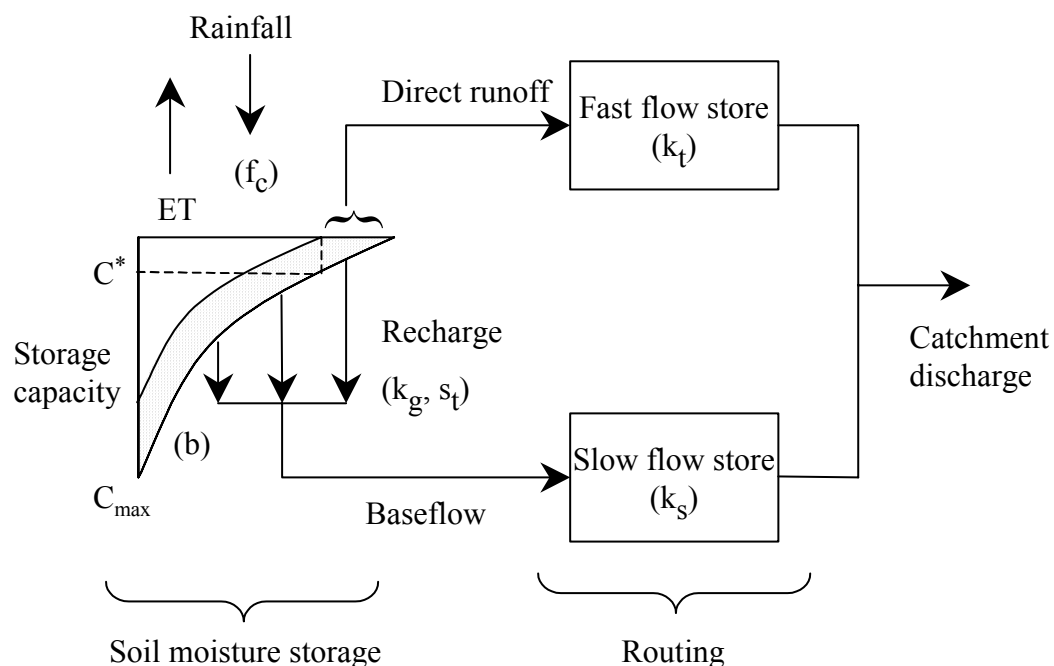 Rainfall
Direct runoff
Fast flow store
(k_t)
(f_c)
ET
C*
Storage
capacity
Recharge
(k_g, s_t)
Catchment
discharge
(b)
Slow flow store
(k_s)
C_max
Baseflow
Soil moisture storage
Routing